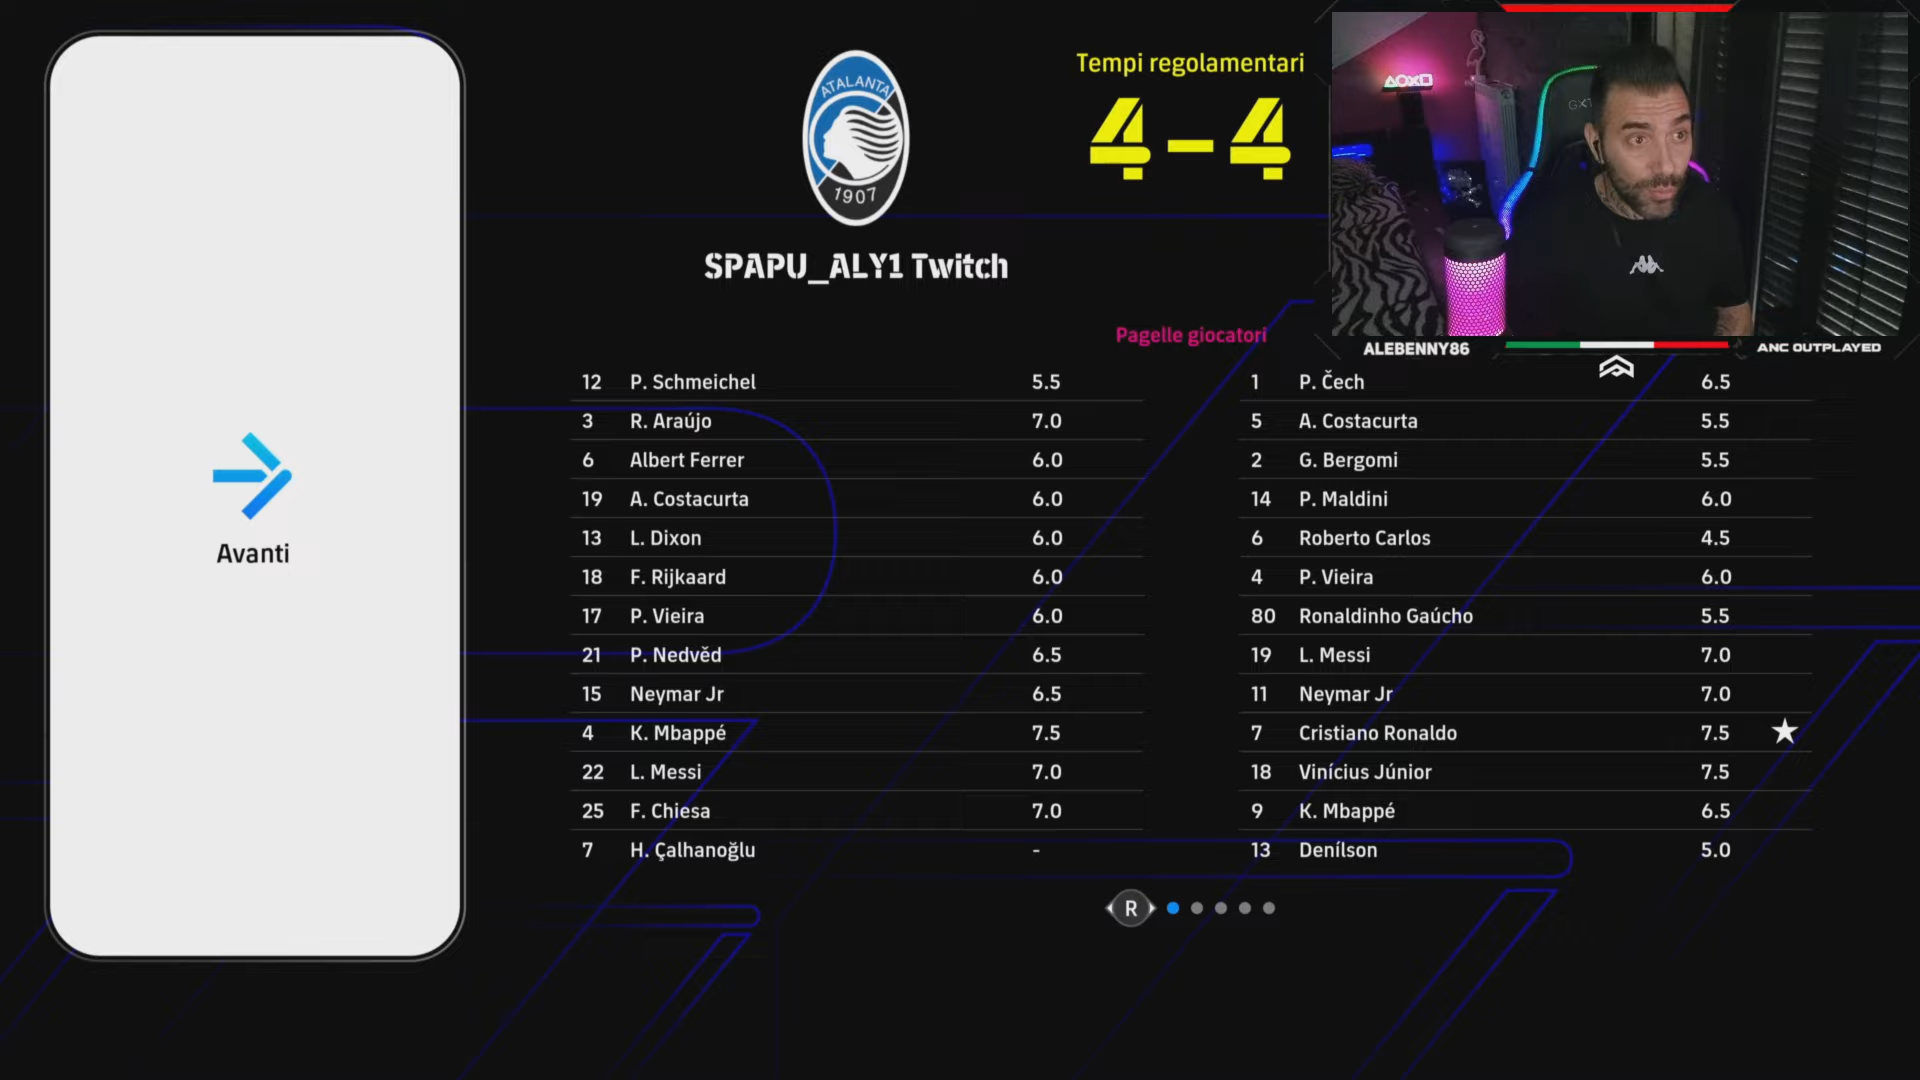 Tempi regolamentari
4-4
ATALANTA
1907
SPAPU_ALY1 Twitch
GXT
ALEBENNY86
ANC OUTPLAYED
Pagelle giocatori
12 P. Schmeichel 5.5
3 R. Araújo 7.0
6 Albert Ferrer 6.0
19 A. Costacurta 6.0
13 L. Dixon 6.0
18 F. Rijkaard 6.0
17 P. Vieira 6.0
21 P. Nedvěd 6.5
15 Neymar Jr 6.5
4 K. Mbappé 7.5
22 L. Messi 7.0
25 F. Chiesa 7.0
7 H. Çalhanoğlu -
1 P. Čech 6.5
5 A. Costacurta 5.5
2 G. Bergomi 5.5
14 P. Maldini 6.0
6 Roberto Carlos 4.5
4 P. Vieira 6.0
80 Ronaldinho Gaúcho 5.5
19 L. Messi 7.0
11 Neymar Jr 7.0
7 Cristiano Ronaldo 7.5 ★
18 Vinícius Júnior 7.5
9 K. Mbappé 6.5
13 Denílson 5.0
Avanti
R